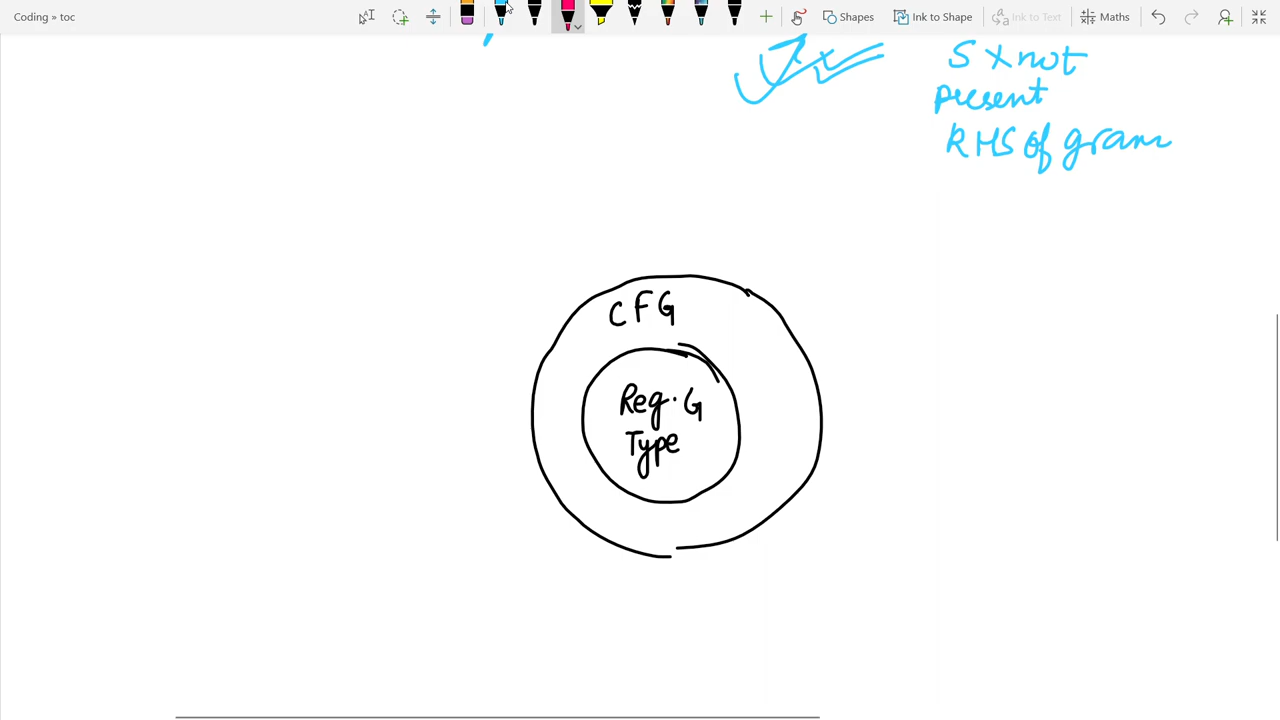 Coding » toc
Shapes
Ink to Shape
Ink to Text
Maths
S X not
present
RHS of gram
CFG
Reg. G
Type